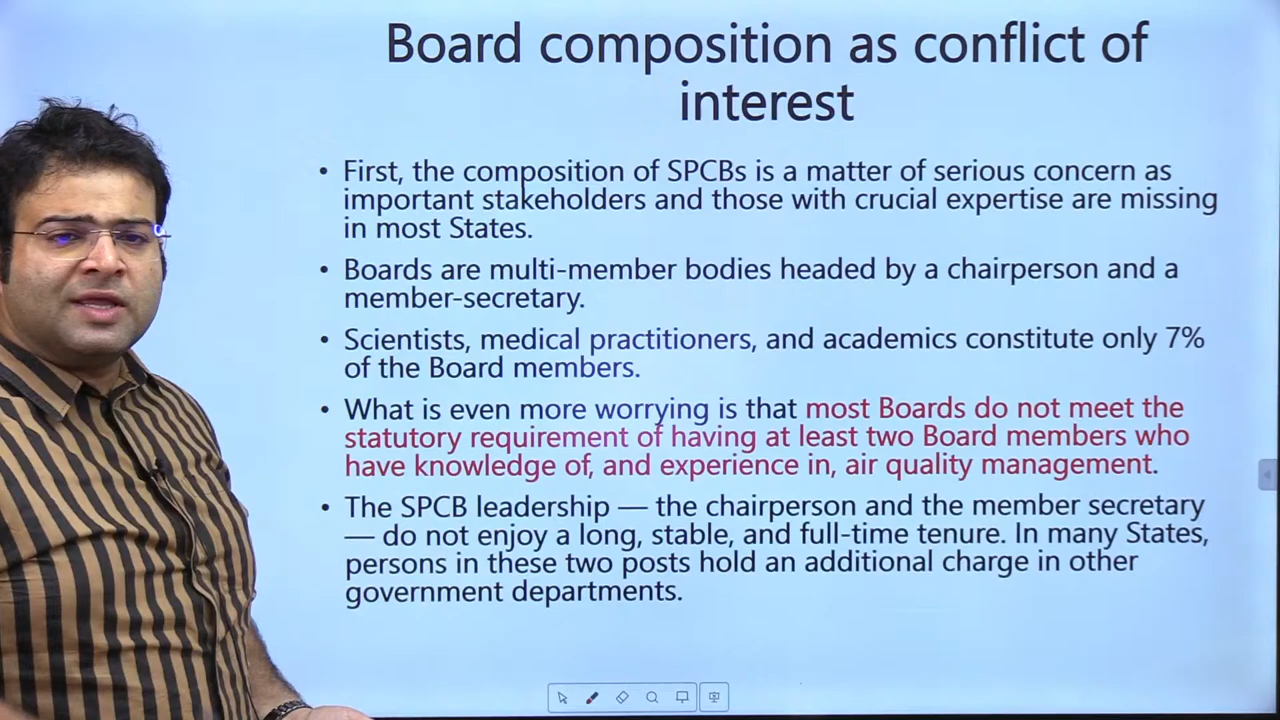 Board composition as conflict of
interest
• First, the composition of SPCBs is a matter of serious concern as
important stakeholders and those with crucial expertise are missing
in most States.
• Boards are multi-member bodies headed by a chairperson and a
member-secretary.
• Scientists, medical practitioners, and academics constitute only 7%
of the Board members.
• What is even more worrying is that most Boards do not meet the
statutory requirement of having at least two Board members who
have knowledge of, and experience in, air quality management.
• The SPCB leadership — the chairperson and the member secretary
— do not enjoy a long, stable, and full-time tenure. In many States,
persons in these two posts hold an additional charge in other
government departments.